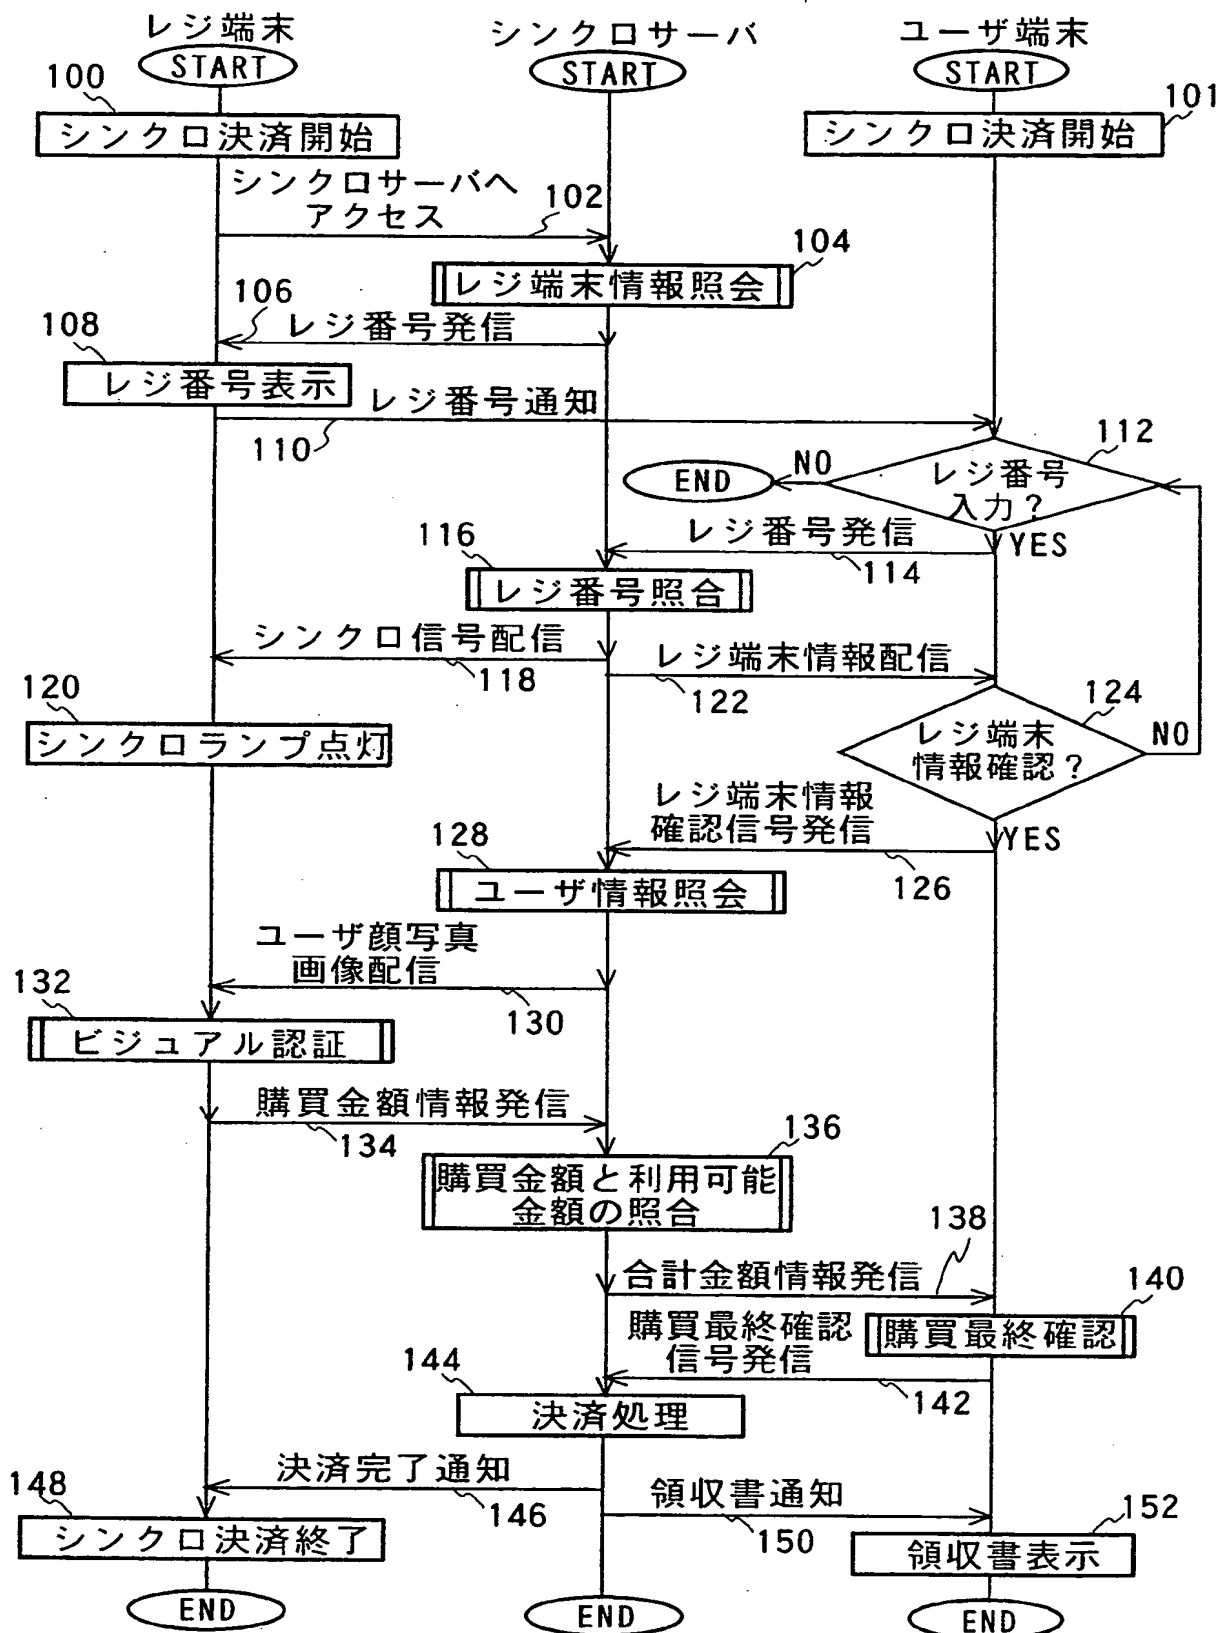 レジ端末
シンクロサーバ
ユーザ端末
START
START
START
100
シンクロ決済開始
シンクロ決済開始
101
シンクロサーバへ
アクセス
102
レジ端末情報照会
104
106
レジ番号発信
108
レジ番号表示
レジ番号通知
110
112
レジ番号
入力？
NO
END
YES
レジ番号発信
114
116
レジ番号照合
シンクロ信号配信
118
レジ端末情報配信
122
120
シンクロランプ点灯
124
レジ端末
情報確認？
NO
YES
レジ端末情報
確認信号発信
126
128
ユーザ情報照会
ユーザ顔写真
画像配信
130
132
ビジュアル認証
購買金額情報発信
134
136
購買金額と利用可能
金額の照合
138
合計金額情報発信
140
購買最終確認
購買最終確認
信号発信
142
144
決済処理
決済完了通知
146
148
シンクロ決済終了
領収書通知
150
152
領収書表示
END
END
END